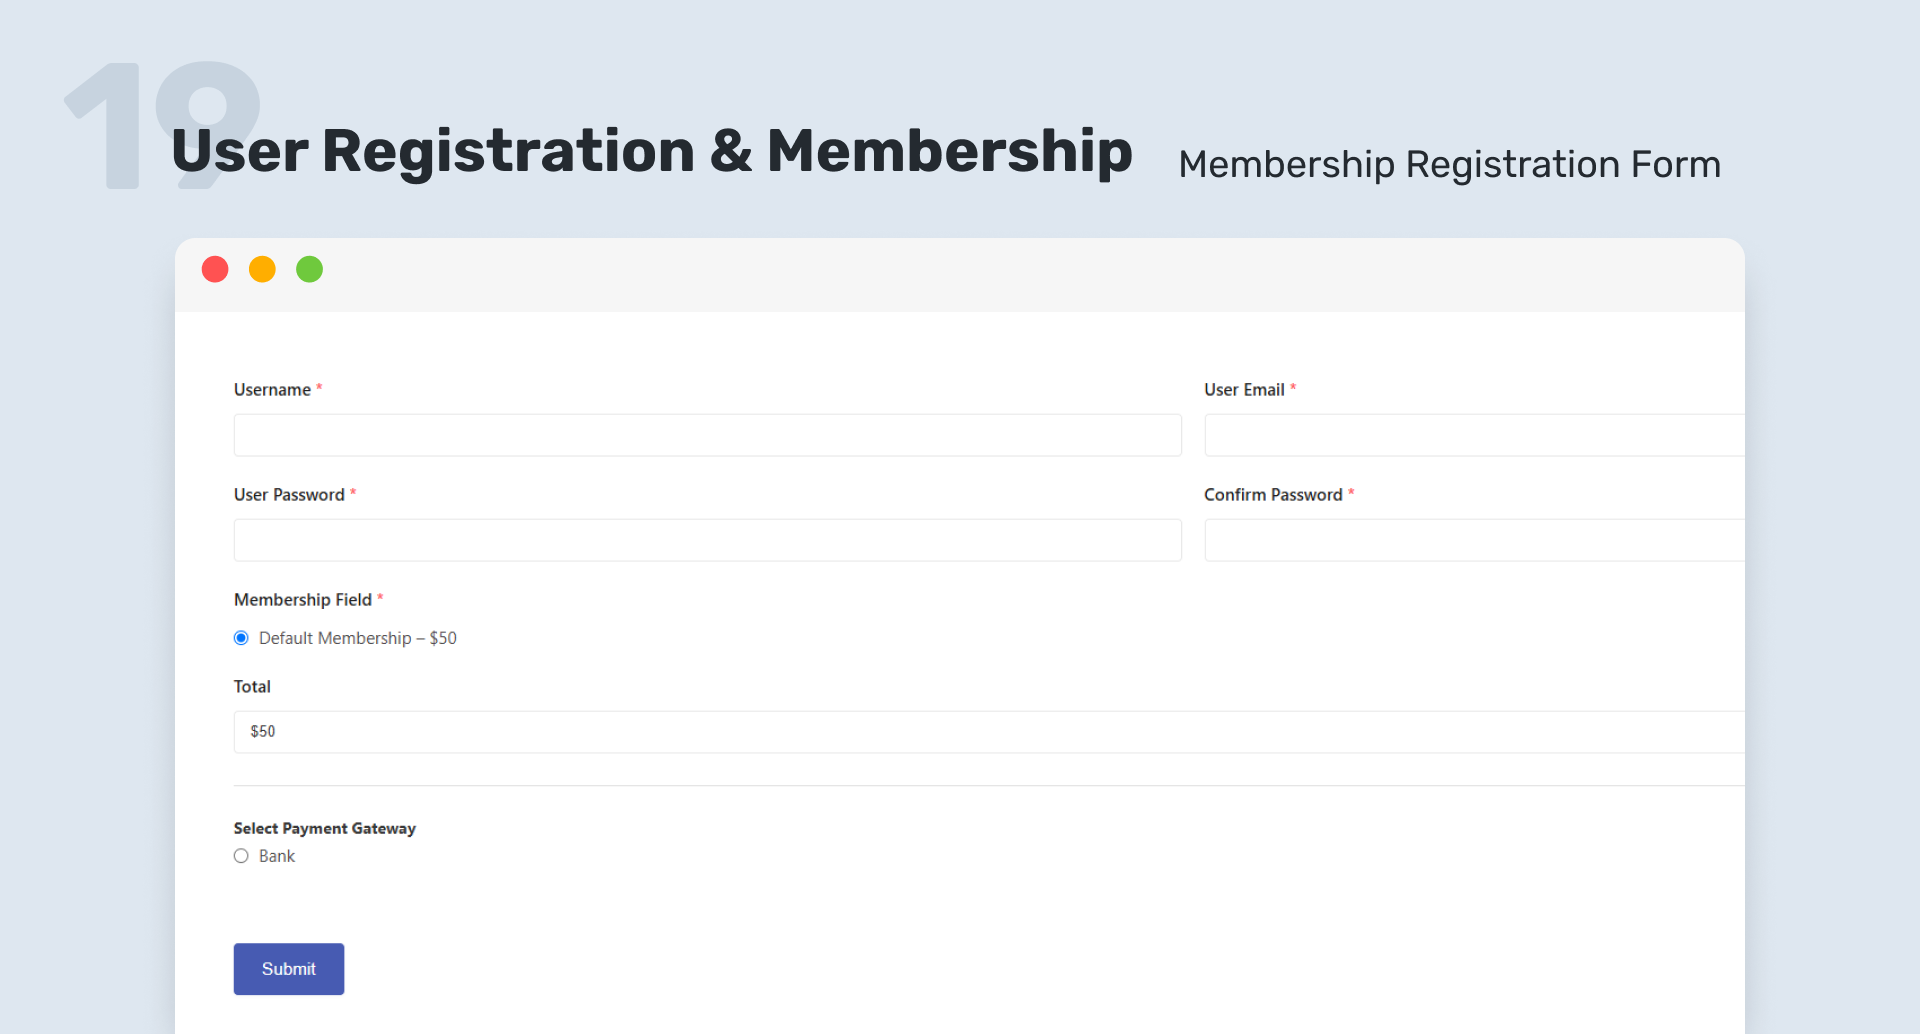 19
User Registration & Membership Membership Registration Form
Username * User Email *
User Password * Confirm Password *
Membership Field *
Default Membership – $50
Total
$50
Select Payment Gateway
Bank
Submit